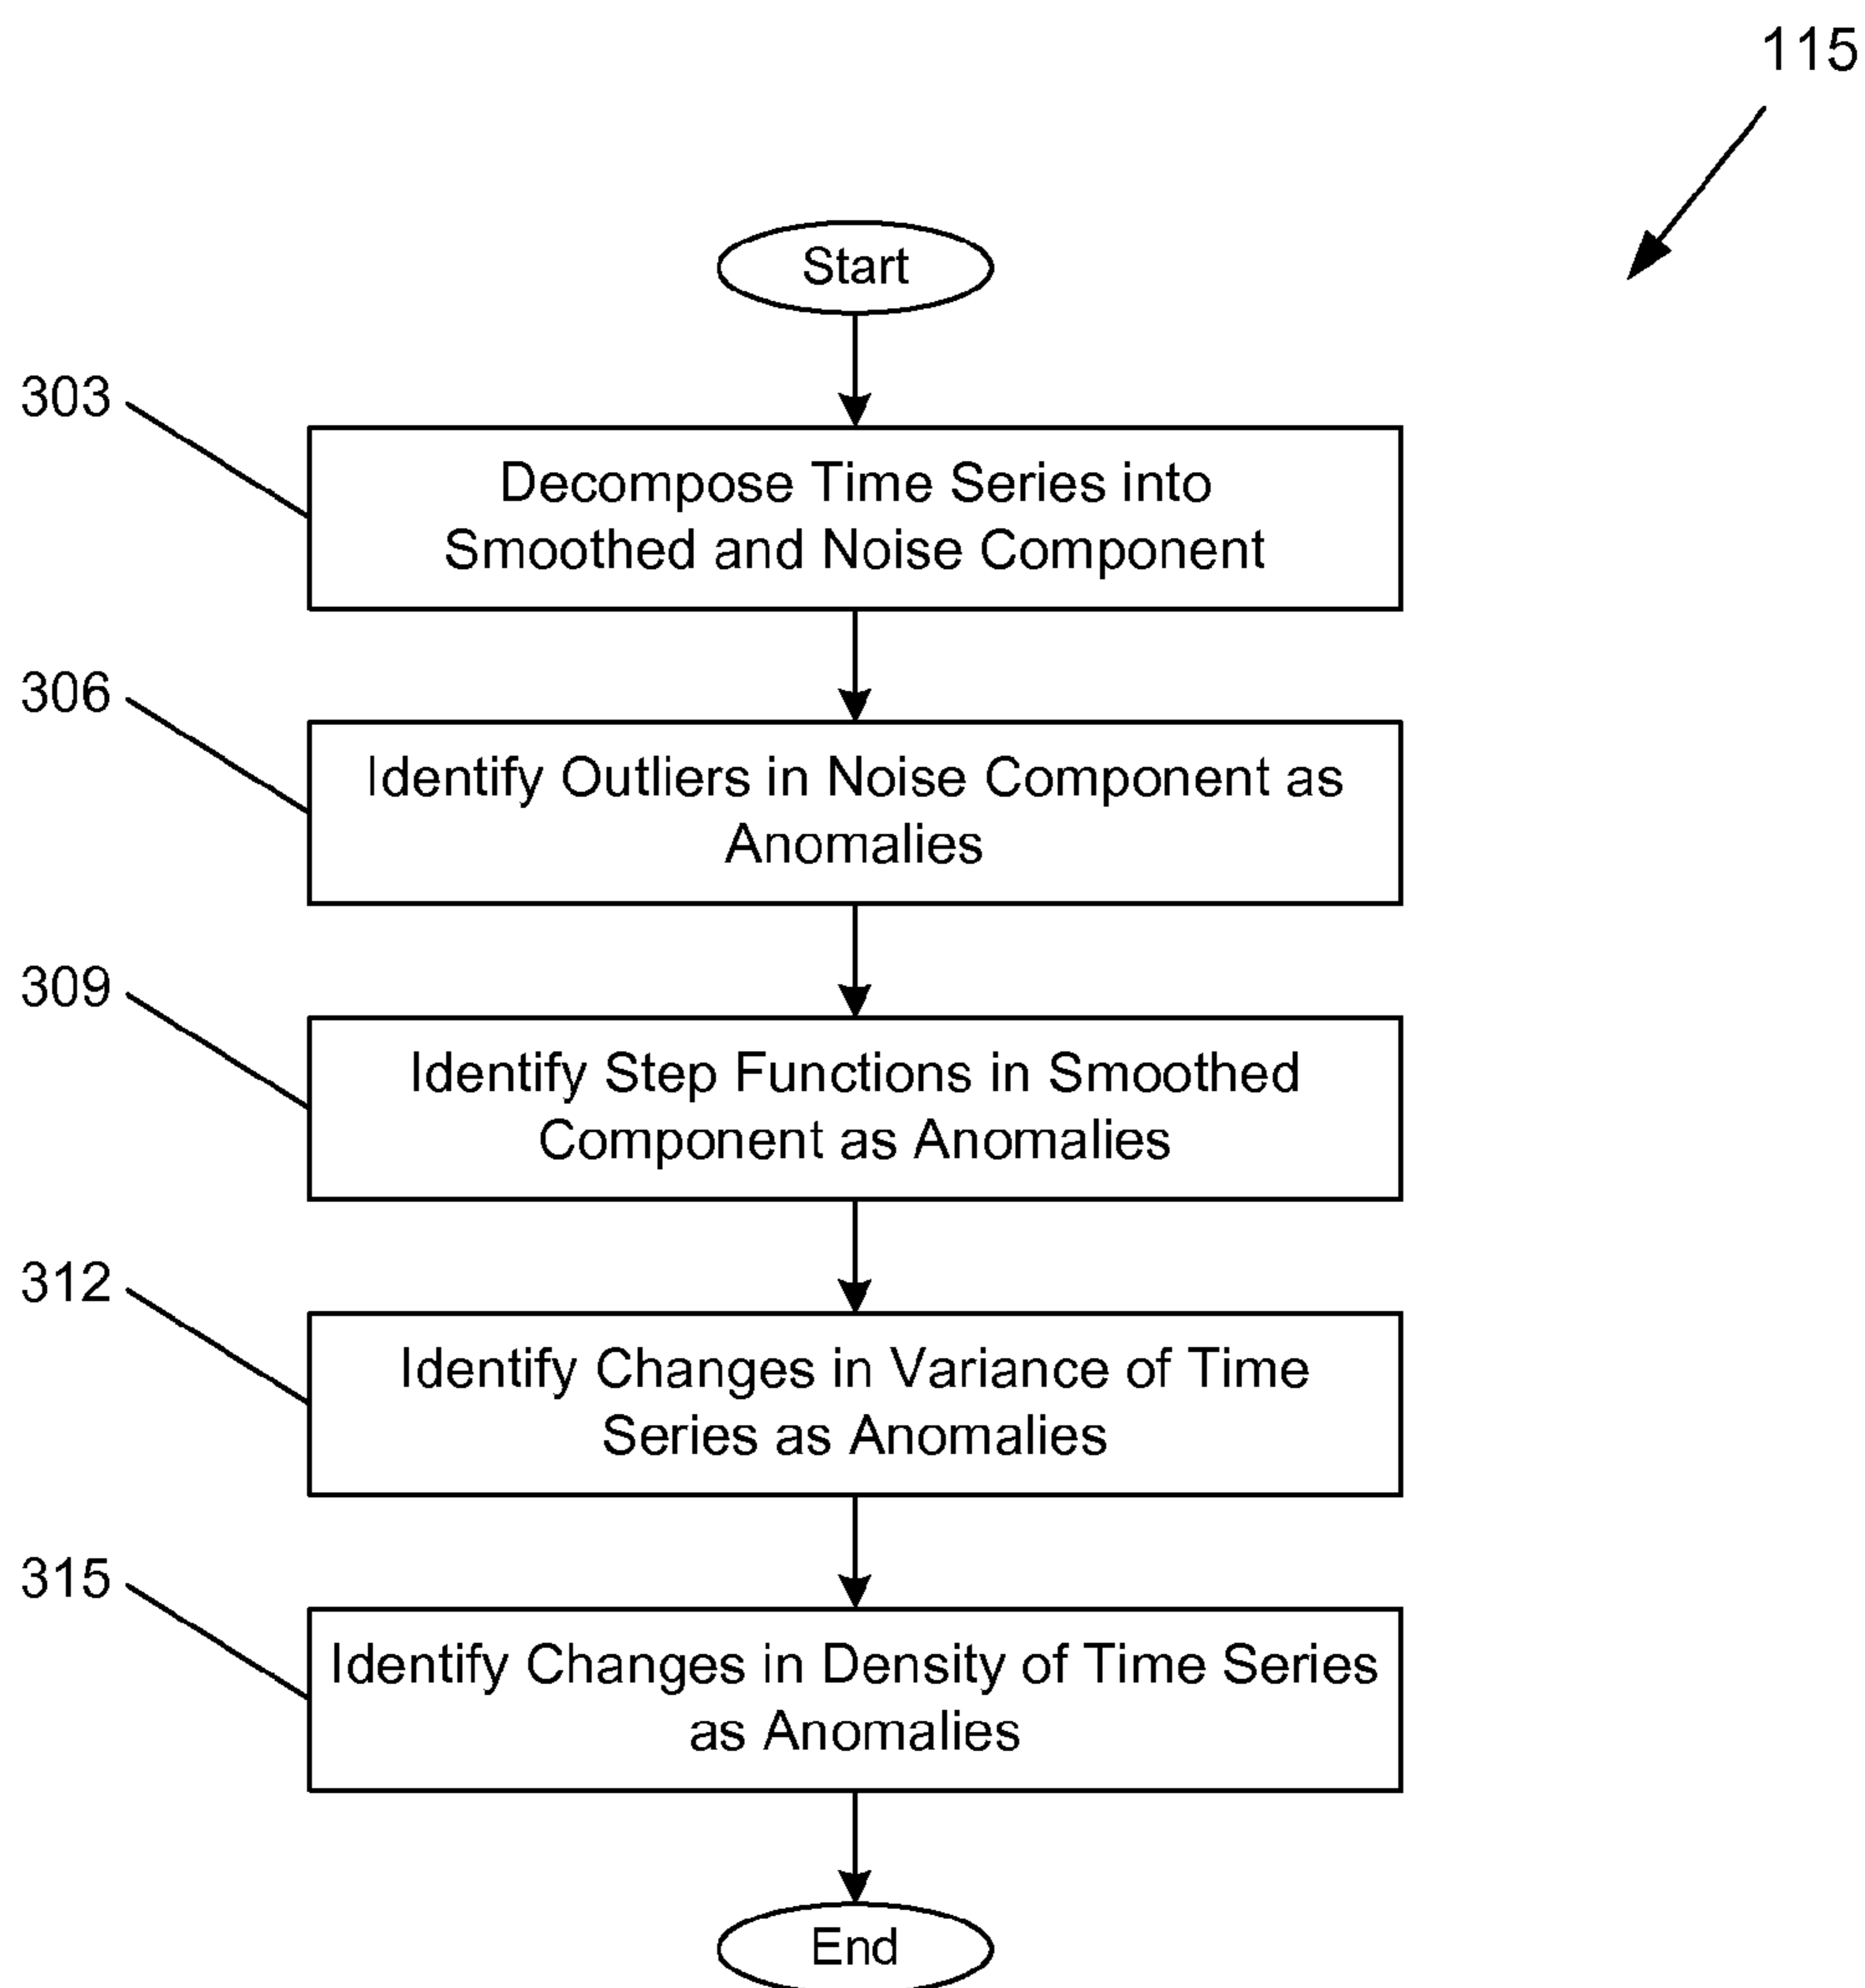 115
Start
303
Decompose Time Series into
Smoothed and Noise Component
306
Identify Outliers in Noise Component as
Anomalies
309
Identify Step Functions in Smoothed
Component as Anomalies
312
Identify Changes in Variance of Time
Series as Anomalies
315
Identify Changes in Density of Time Series
as Anomalies
End